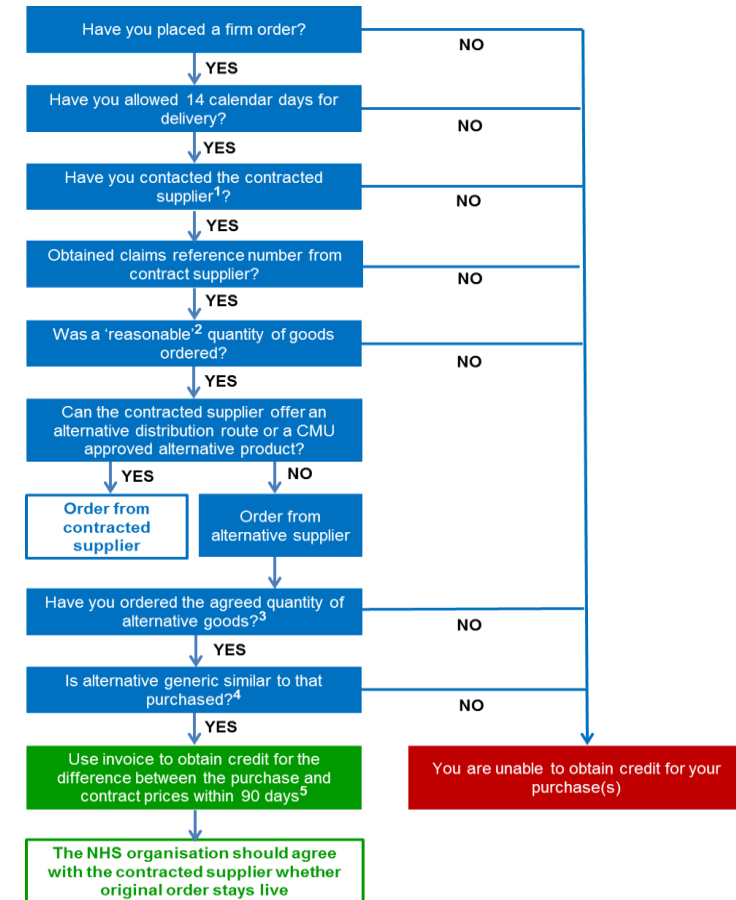 Have you placed a firm order?
NO
YES
Have you allowed 14 calendar days for
delivery?
NO
YES
Have you contacted the contracted
supplier¹?
NO
YES
Obtained claims reference number from
contract supplier?
NO
YES
Was a ‘reasonable’² quantity of goods
ordered?
NO
YES
Can the contracted supplier offer an
alternative distribution route or a CMU
approved alternative product?
YES
NO
Order from
contracted
supplier
Order from
alternative supplier
Have you ordered the agreed quantity of
alternative goods?³
NO
YES
Is alternative generic similar to that
purchased?⁴
NO
YES
Use invoice to obtain credit for the
difference between the purchase and
contract prices within 90 days⁵
You are unable to obtain credit for your
purchase(s)
The NHS organisation should agree
with the contracted supplier whether
original order stays live